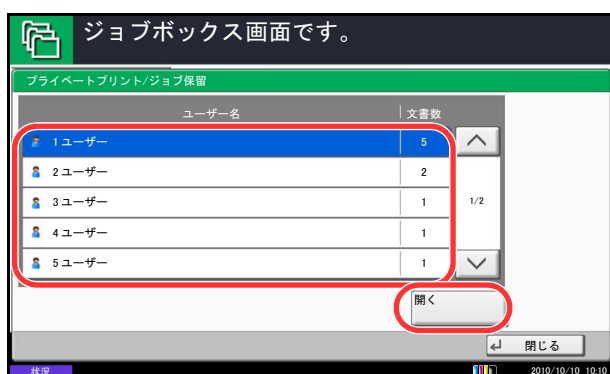 ジョブボックス画面です。
プライベートプリント/ジョブ保留
ユーザー名 文書数
1 ユーザー 5
2 ユーザー 2
3 ユーザー 1 1/2
4 ユーザー 1
5 ユーザー 1
開く
閉じる
状況 2010/10/10 10:10